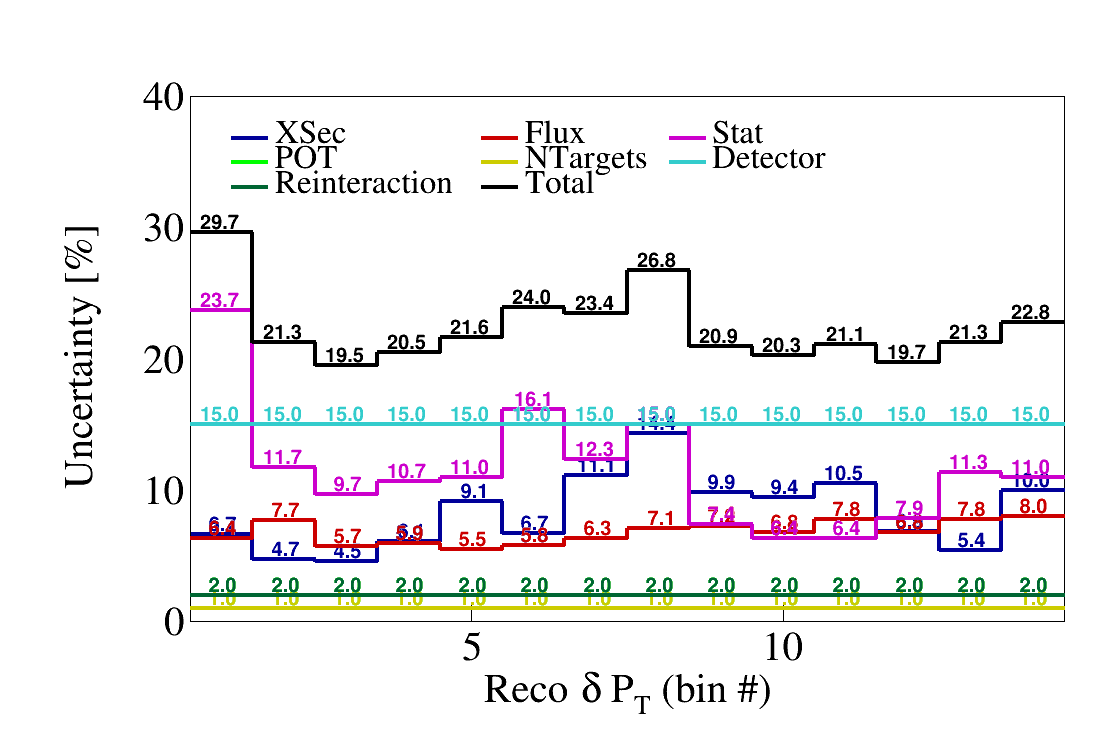 40
XSec Flux Stat
POT NTargets Detector
Reinteraction Total
30
20
10
0
Uncertainty [%]
29.7 21.3 19.5 20.5 21.6 24.0 23.4 26.8 20.9 20.3 21.1 19.7 21.3 22.8
23.7 11.7 9.7 10.7 11.0 16.1 12.3 6.4 7.9 11.3 11.0
15.0 15.0 15.0 15.0 15.0 15.0 15.0 15.0 15.0 15.0 15.0 15.0 15.0 15.0
6.7 4.7 4.5 9.1 6.7 11.1 14.4 9.9 9.4 10.5 5.4 10.0
7.7 5.7 5.9 5.5 5.8 6.3 7.1 6.8 7.8 7.8 8.0
2.0 2.0 2.0 2.0 2.0 2.0 2.0 2.0 2.0 2.0 2.0 2.0 2.0 2.0
1.0 1.0 1.0 1.0 1.0 1.0 1.0 1.0 1.0 1.0 1.0 1.0 1.0 1.0
5 10
Reco δ P_T (bin #)